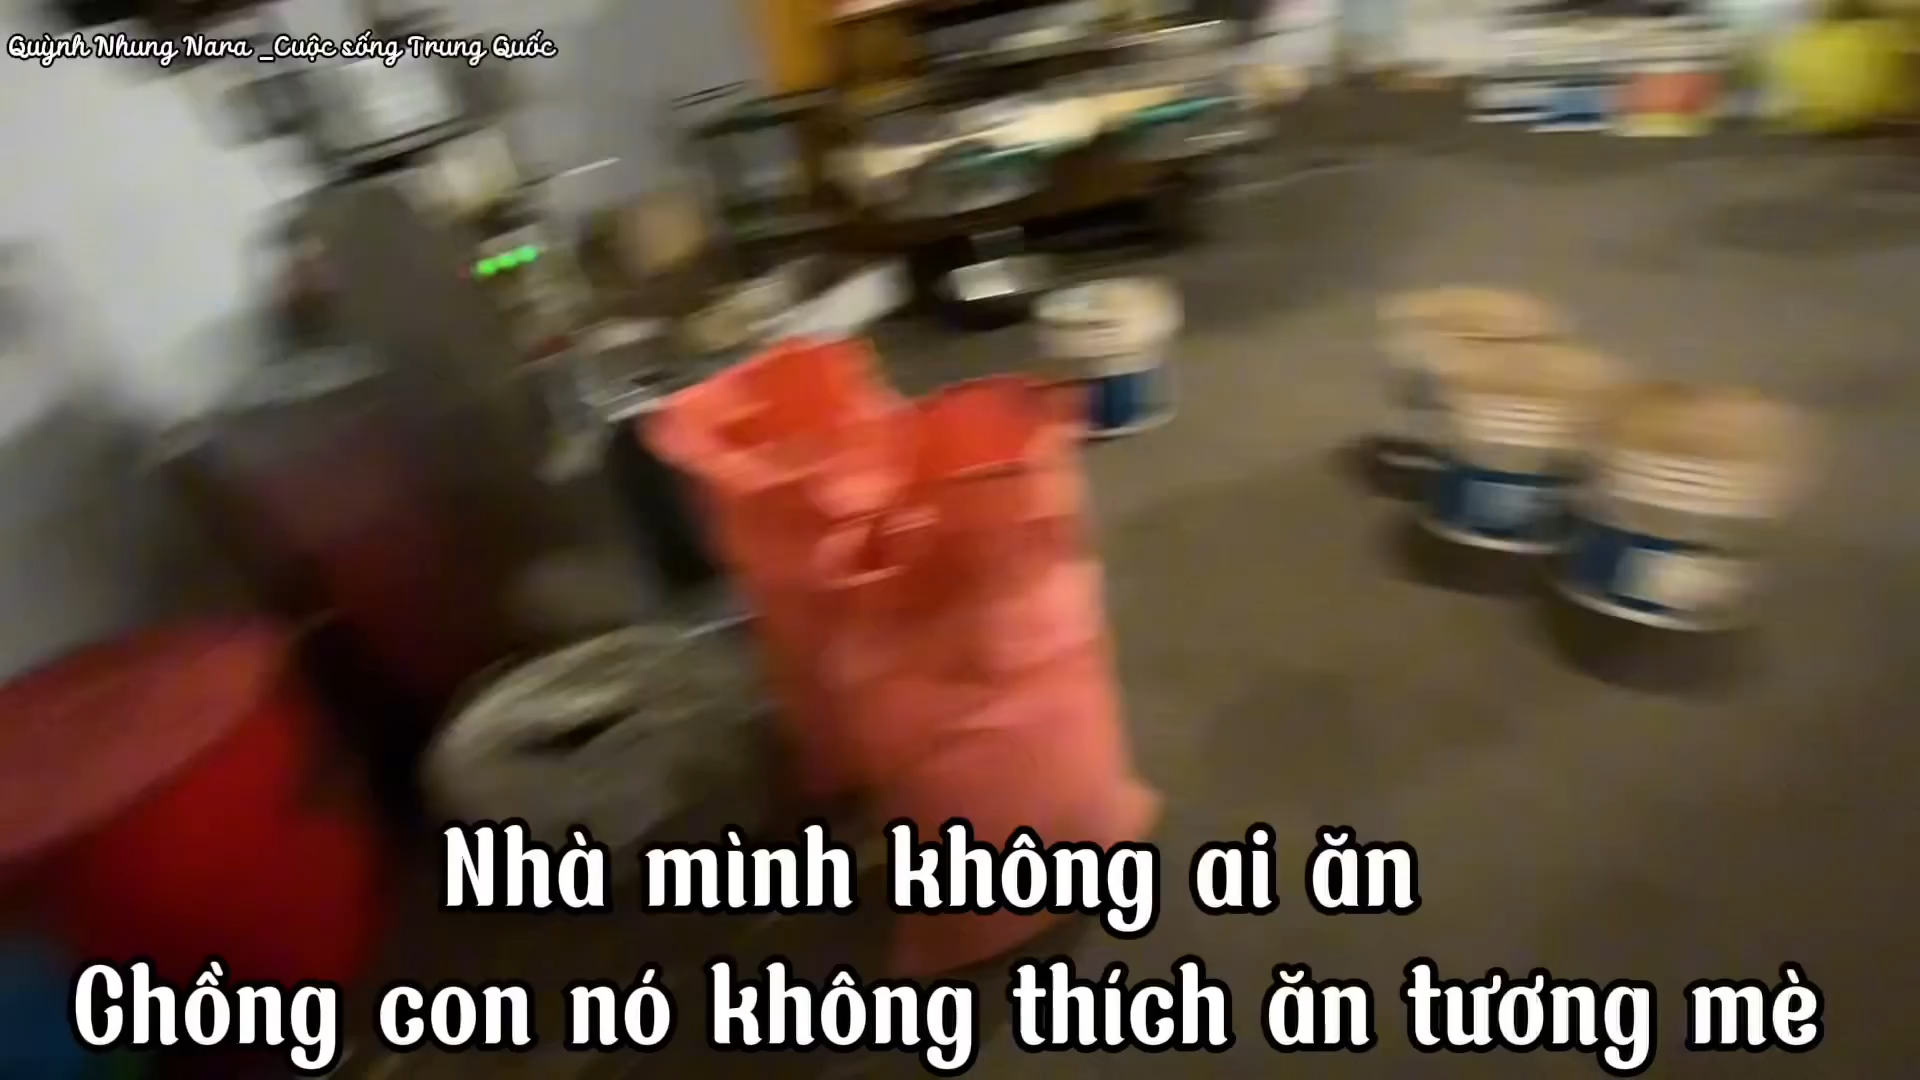 Quỳnh Nhung Nara _Cuộc sống Trung Quốc
Nhà mình không ai ăn
Chồng con nó không thích ăn tương mè